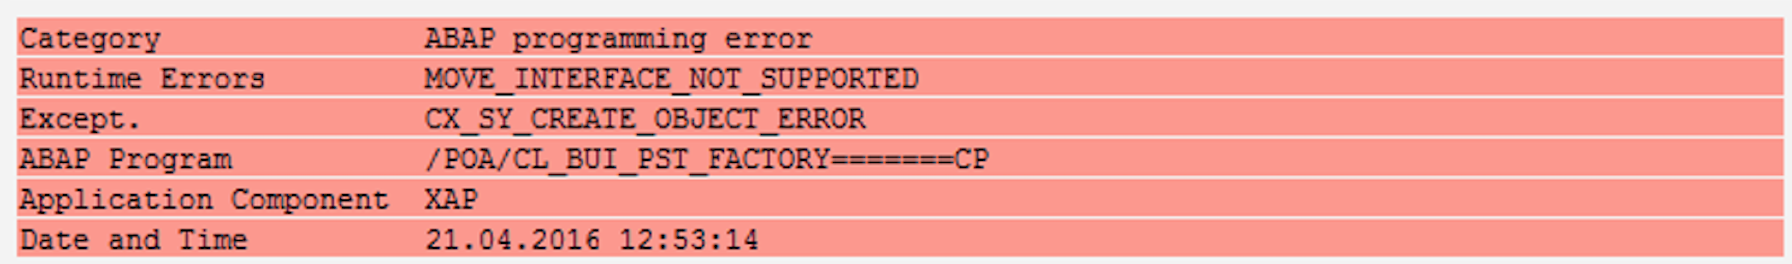 Category ABAP programming error
Runtime Errors MOVE_INTERFACE_NOT_SUPPORTED
Except. CX_SY_CREATE_OBJECT_ERROR
ABAP Program /POA/CL_BUI_PST_FACTORY=======CP
Application Component XAP
Date and Time 21.04.2016 12:53:14